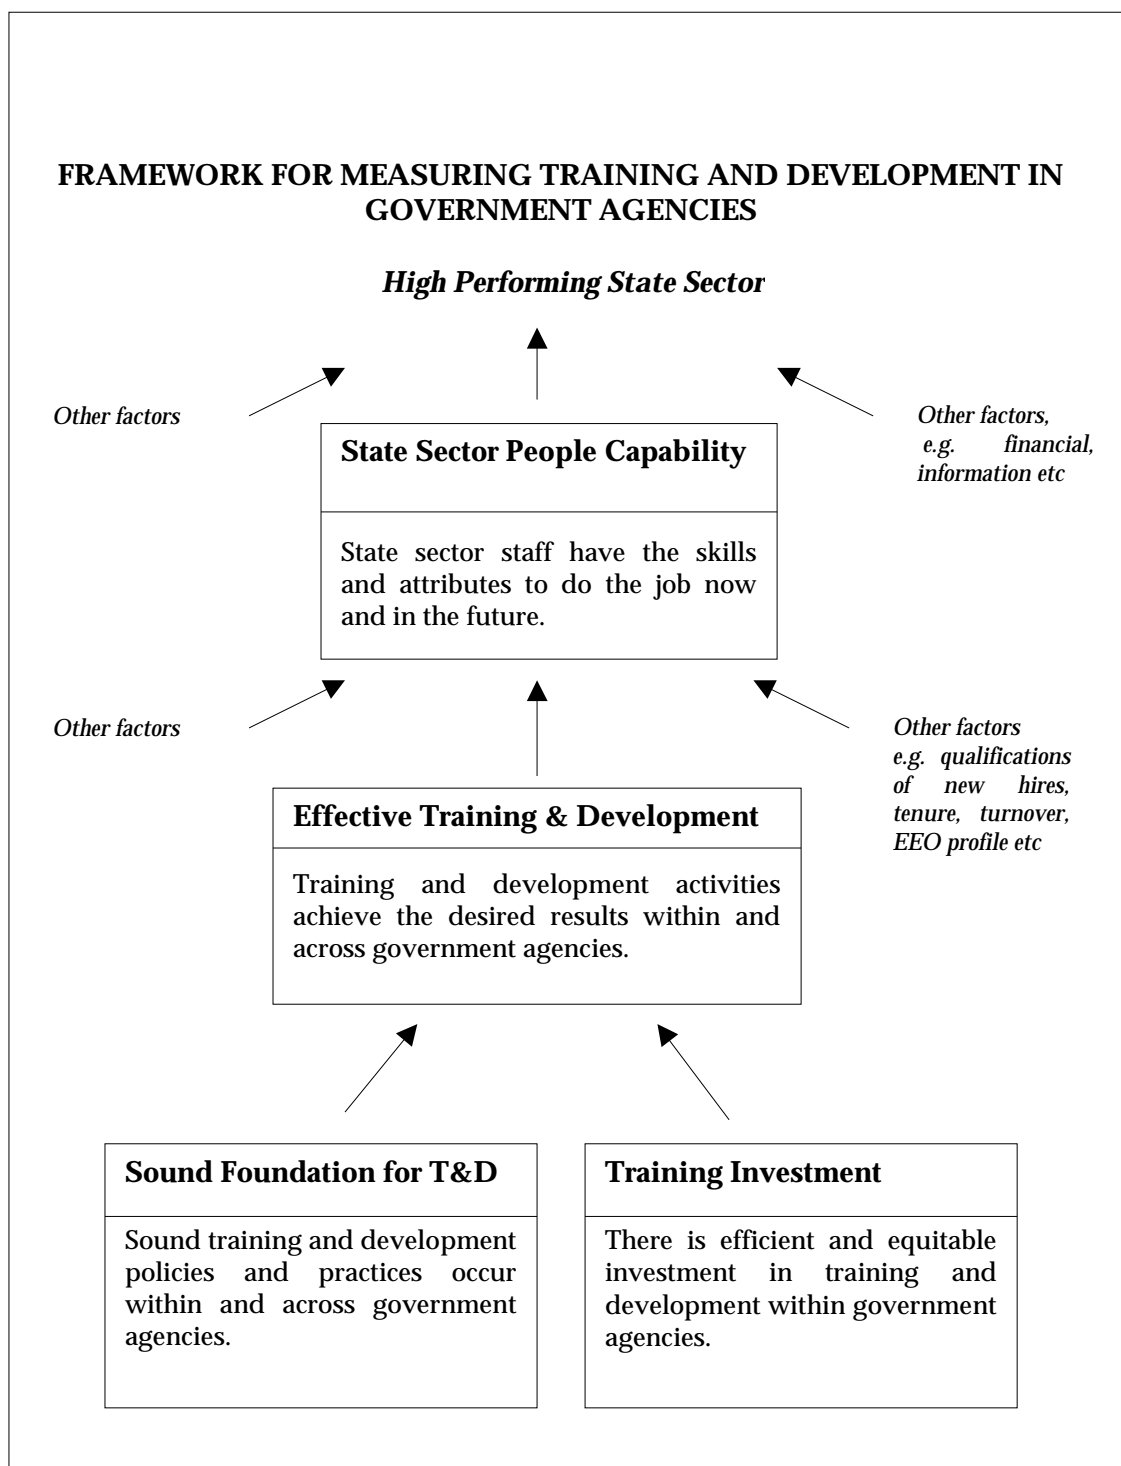 FRAMEWORK FOR MEASURING TRAINING AND DEVELOPMENT IN
GOVERNMENT AGENCIES
High Performing State Sector
Other factors
Other factors,
e.g. financial,
information etc
State Sector People Capability
State sector staff have the skills
and attributes to do the job now
and in the future.
Other factors
Other factors
e.g. qualifications
of new hires,
tenure, turnover,
EEO profile etc
Effective Training & Development
Training and development activities
achieve the desired results within and
across government agencies.
Sound Foundation for T&D
Sound training and development
policies and practices occur
within and across government
agencies.
Training Investment
There is efficient and equitable
investment in training and
development within government
agencies.